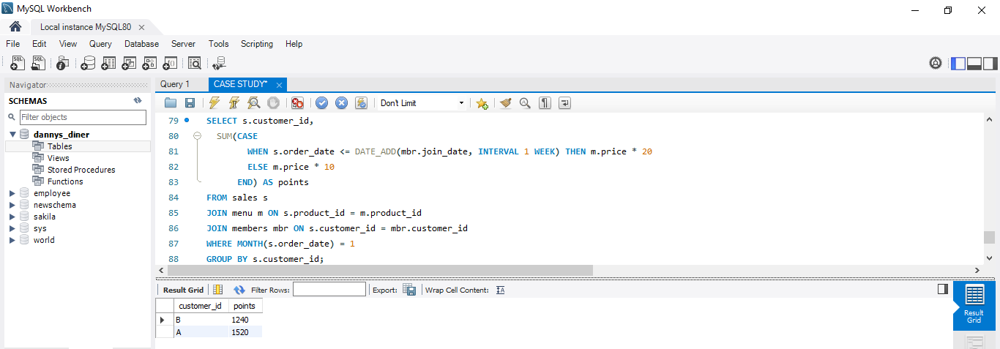 MySQL Workbench
Local instance MySQL80
File Edit View Query Database Server Tools Scripting Help
Navigator
SCHEMAS
Filter objects
dannys_diner
Tables
Views
Stored Procedures
Functions
employee
newschema
sakila
sys
world
Query 1 CASE STUDY*
Don't Limit
79 SELECT s.customer_id,
80 SUM(CASE
81 WHEN s.order_date <= DATE_ADD(mbr.join_date, INTERVAL 1 WEEK) THEN m.price * 20
82 ELSE m.price * 10
83 END) AS points
84 FROM sales s
85 JOIN menu m ON s.product_id = m.product_id
86 JOIN members mbr ON s.customer_id = mbr.customer_id
87 WHERE MONTH(s.order_date) = 1
88 GROUP BY s.customer_id;
Result Grid Filter Rows: Export: Wrap Cell Content:
customer_id points
B 1240
A 1520
Result
Grid